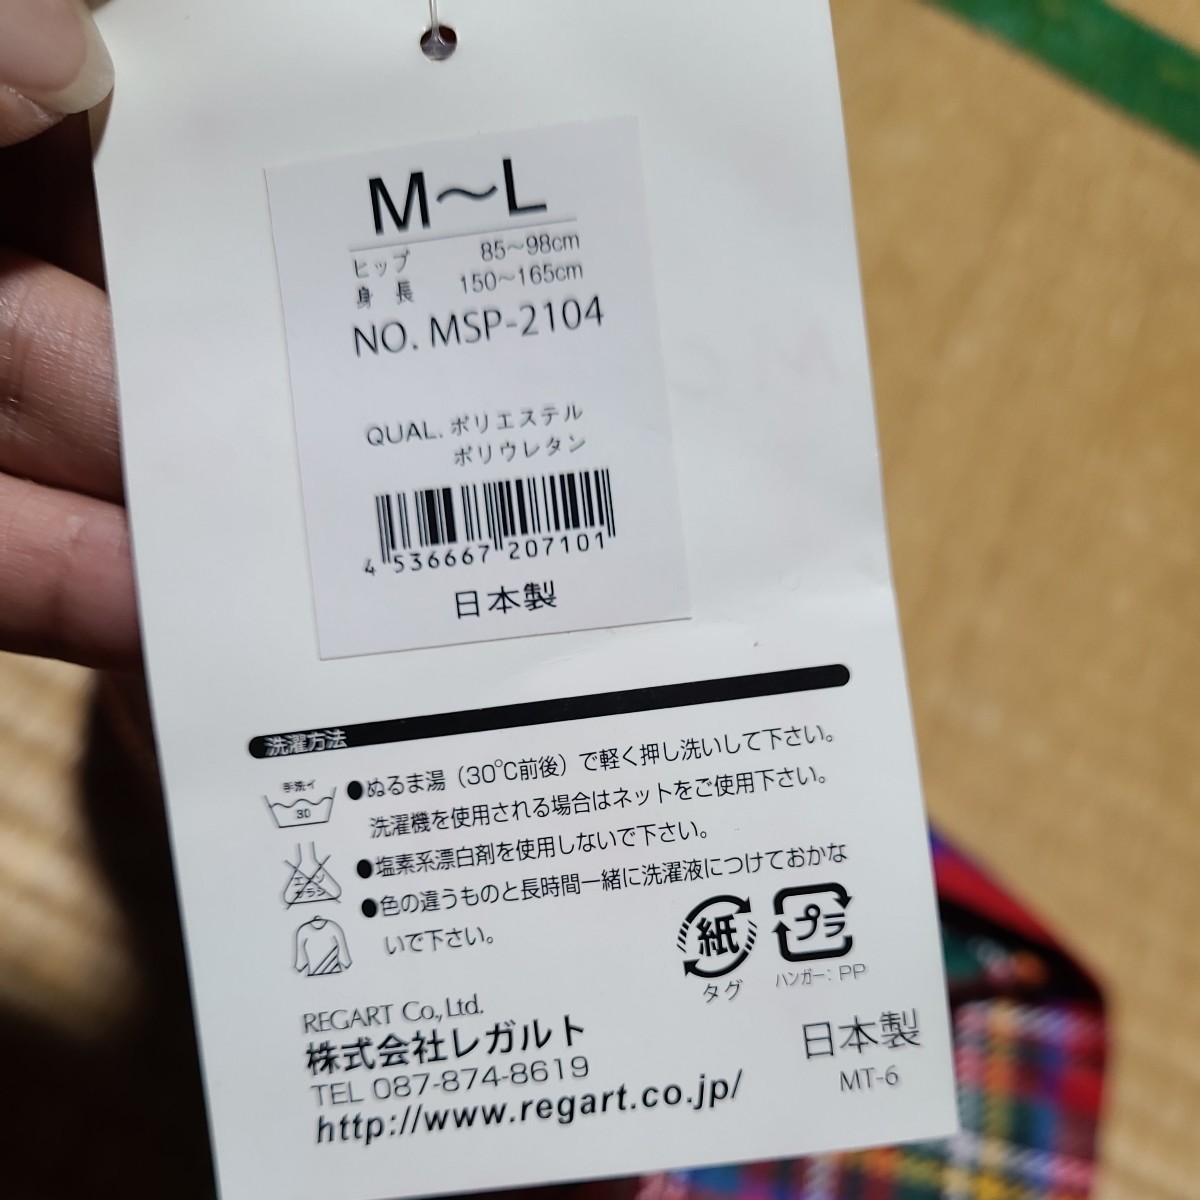 M～L
ヒップ 85～98cm
身長 150～165cm
NO. MSP-2104
QUAL. ポリエステル
ポリウレタン
4 536667 207101
日本製
洗濯方法
手洗イ
30
●ぬるま湯（30℃前後）で軽く押し洗いして下さい。
洗濯機を使用される場合はネットをご使用下さい。
●塩素系漂白剤を使用しないで下さい。
●色の違うものと長時間一緒に洗濯液につけておかな
いで下さい。
紙
タグ
プラ
ハンガー：PP
REGART Co.,Ltd.
株式会社レガルト
TEL 087-874-8619
http://www.regart.co.jp/
日本製
MT-6